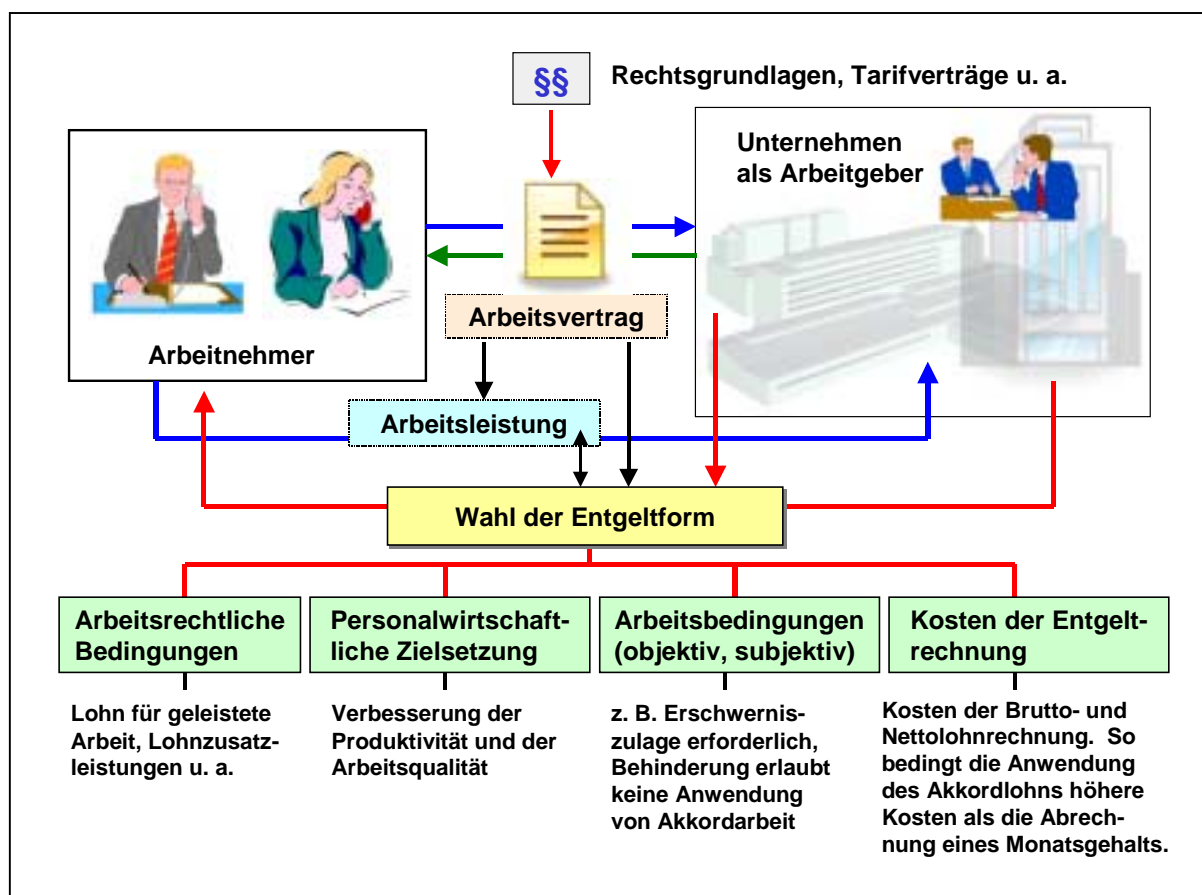 §§
Rechtsgrundlagen, Tarifverträge u. a.
Unternehmen
als Arbeitgeber
Arbeitnehmer
Arbeitsvertrag
Arbeitsleistung
Wahl der Entgeltform
Arbeitsrechtliche
Bedingungen
Lohn für geleistete
Arbeit, Lohnzusatz-
leistungen u. a.
Personalwirtschaft-
liche Zielsetzung
Verbesserung der
Produktivität und der
Arbeitsqualität
Arbeitsbedingungen
(objektiv, subjektiv)
z. B. Erschwernis-
zulage erforderlich,
Behinderung erlaubt
keine Anwendung
von Akkordarbeit
Kosten der Entgelt-
rechnung
Kosten der Brutto- und
Nettolohnrechnung. So
bedingt die Anwendung
des Akkordlohns höhere
Kosten als die Abrech-
nung eines Monatsgehalts.